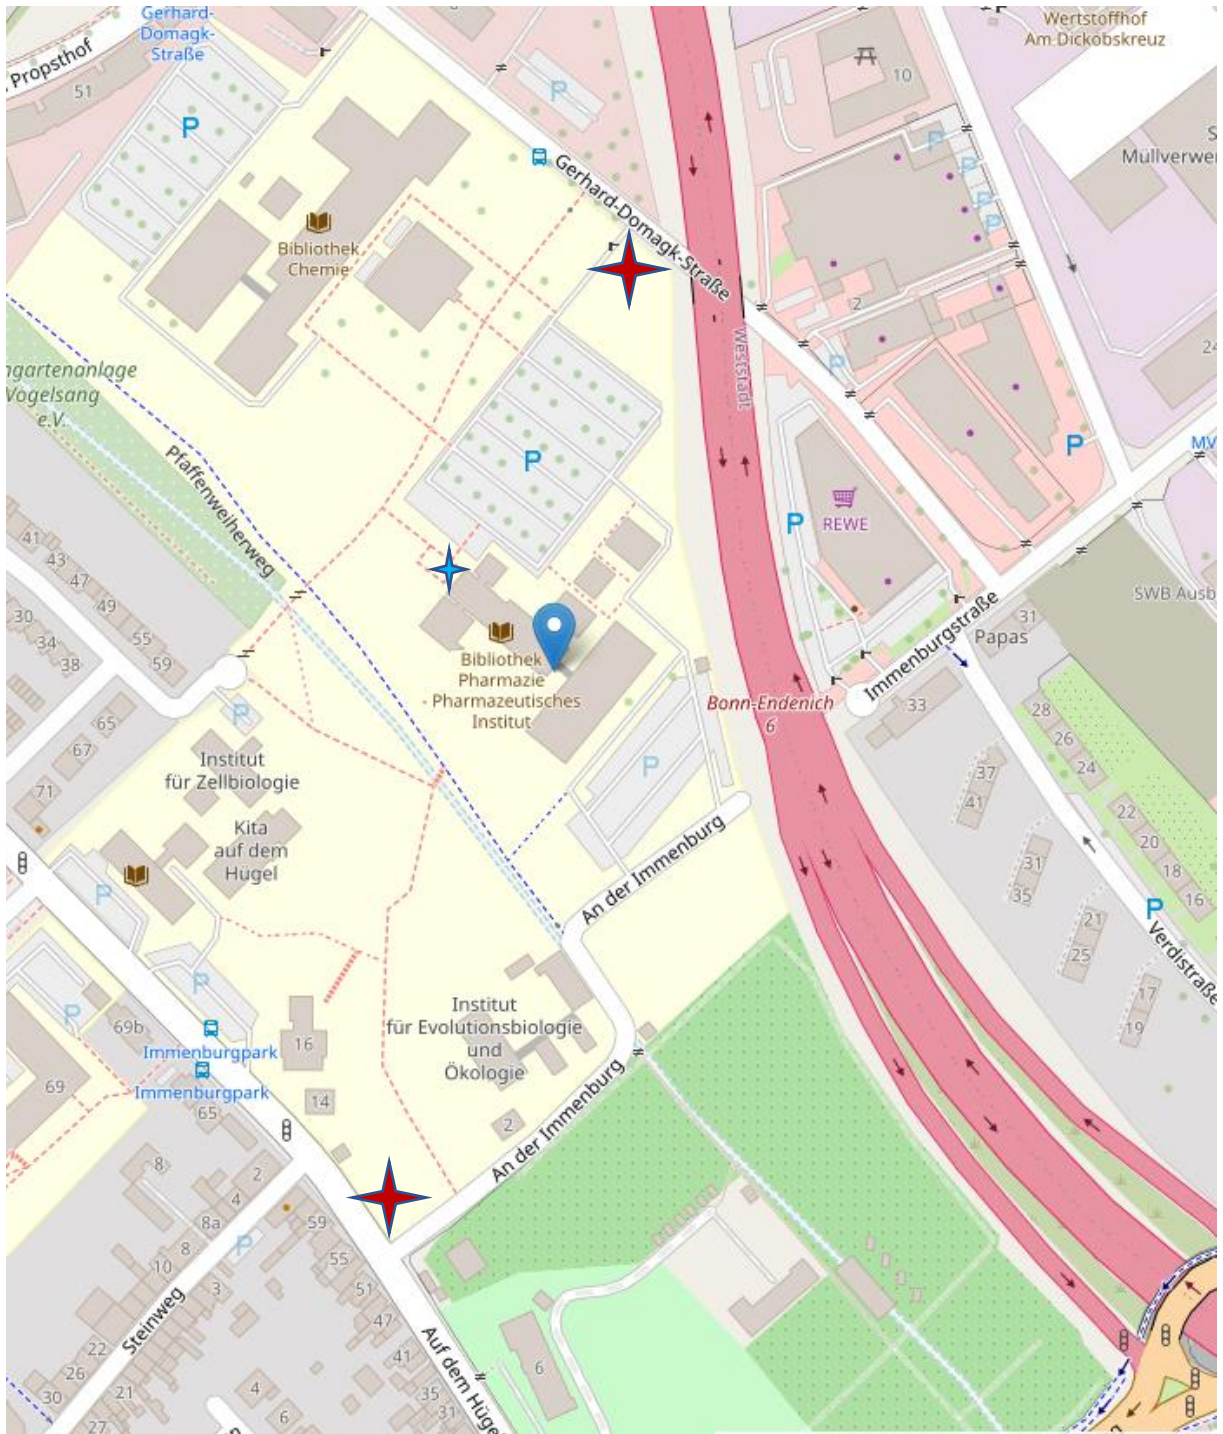 Gerhard-
Domagk-
Straße
Propsthof
51
P
P
Wertstoffhof
Am Dickobskreuz
10
P
P
P
P
Müllverwe
Gerhard-Domagk-Straße
Bibliothek
Chemie
2
P
24
Weststadt
ngartenanlage
Vogelsang
e.V.
P
P
MV
Pfaffenweiherweg
REWE
P
41
43
47
49
55
59
30
34
38
SWB Ausb
31
Papas
Immenburgstraße
Bibliothek
Pharmazie
- Pharmazeutisches
Institut
Bonn-Endenich
6
33
28
26
24
65
67
71
P
Institut
für Zellbiologie
P
37
41
22
20
18
16
Kita
auf dem
Hügel
An der Immenburg
31
35
P
P
21
25
Verdistraße
17
19
P
P
69b
Immenburgpark
Immenburgpark
16
14
69
65
Institut
für Evolutionsbiologie
und
Ökologie
2
An der Immenburg
8
2
4
8a
8
10
3
P
59
55
51
47
41
35
31
Steinweg
22
26
30
21
27
4
6
Auf dem Hüge
6